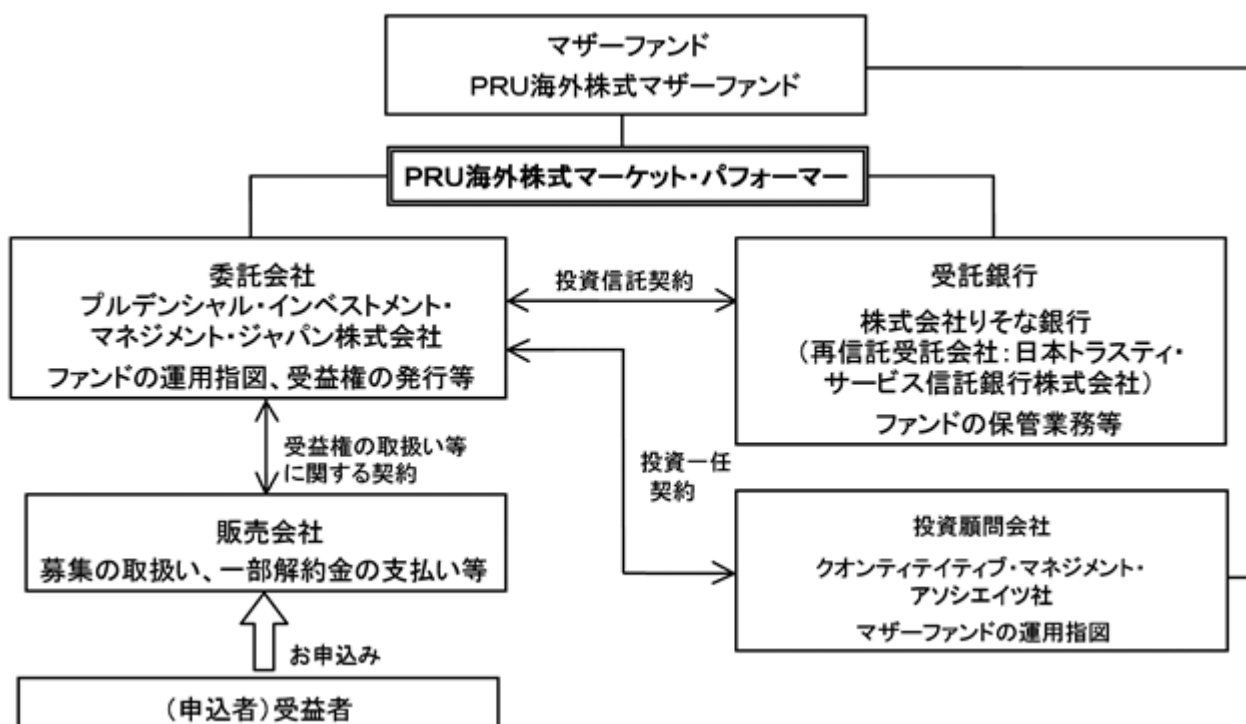 マザーファンド
PRU海外株式マザーファンド
PRU海外株式マーケット・パフォーマー
委託会社
プルデンシャル・インベストメント・
マネジメント・ジャパン株式会社
ファンドの運用指図、受益権の発行等
投資信託契約
受託銀行
株式会社りそな銀行
(再信託受託会社:日本トラスティ・
サービス信託銀行株式会社)
ファンドの保管業務等
受益権の取扱い等
に関する契約
投資一任
契約
販売会社
募集の取扱い、一部解約金の支払い等
投資顧問会社
クオンティテイティブ・マネジメント・
アソシエイツ社
マザーファンドの運用指図
お申込み
(申込者)受益者